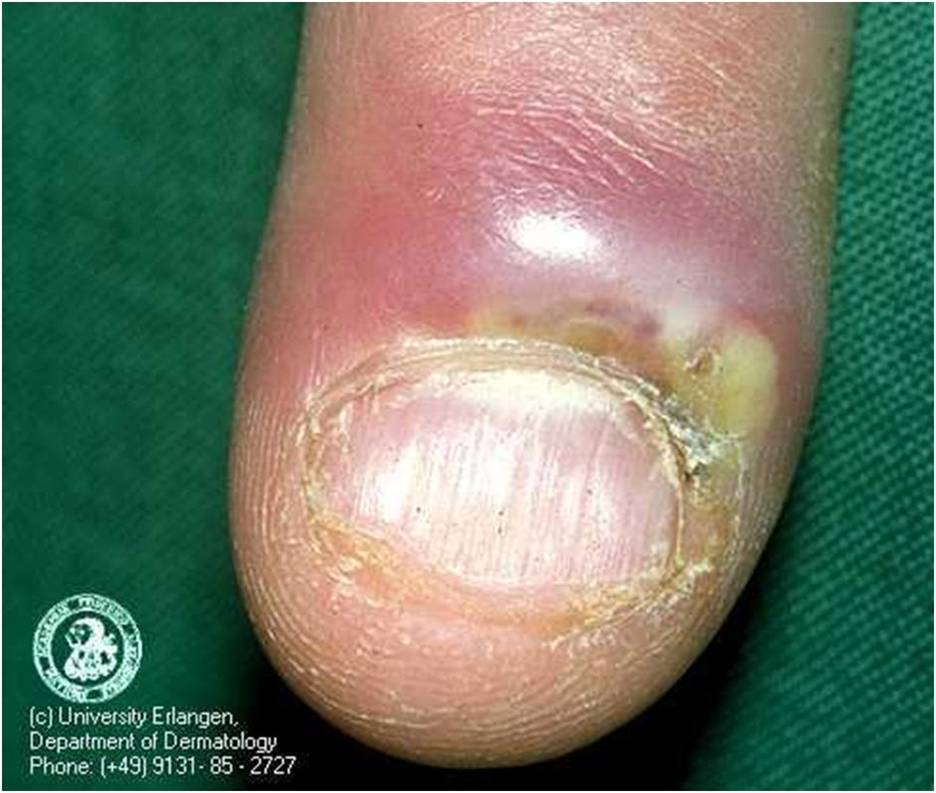 (c) University Erlangen,
Department of Dermatology
Phone: (+49) 9131- 85 - 2727